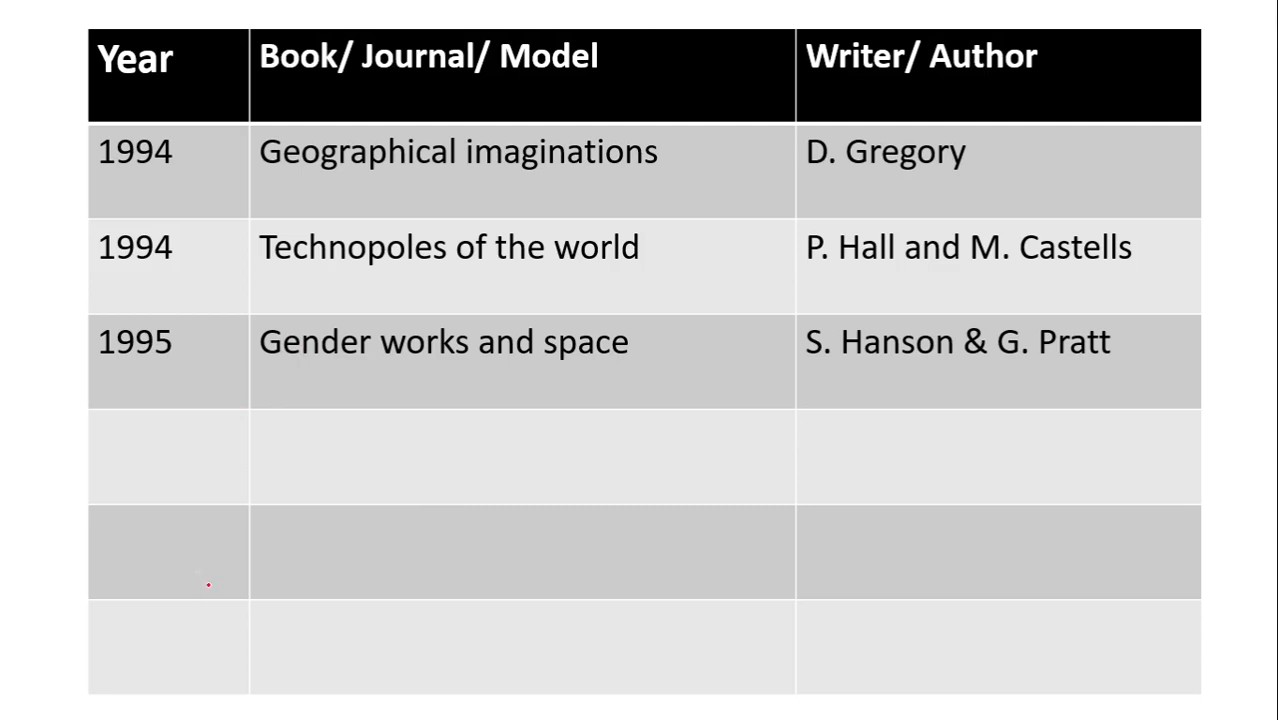 Year Book/ Journal/ Model Writer/ Author
1994 Geographical imaginations D. Gregory
1994 Technopoles of the world P. Hall and M. Castells
1995 Gender works and space S. Hanson & G. Pratt